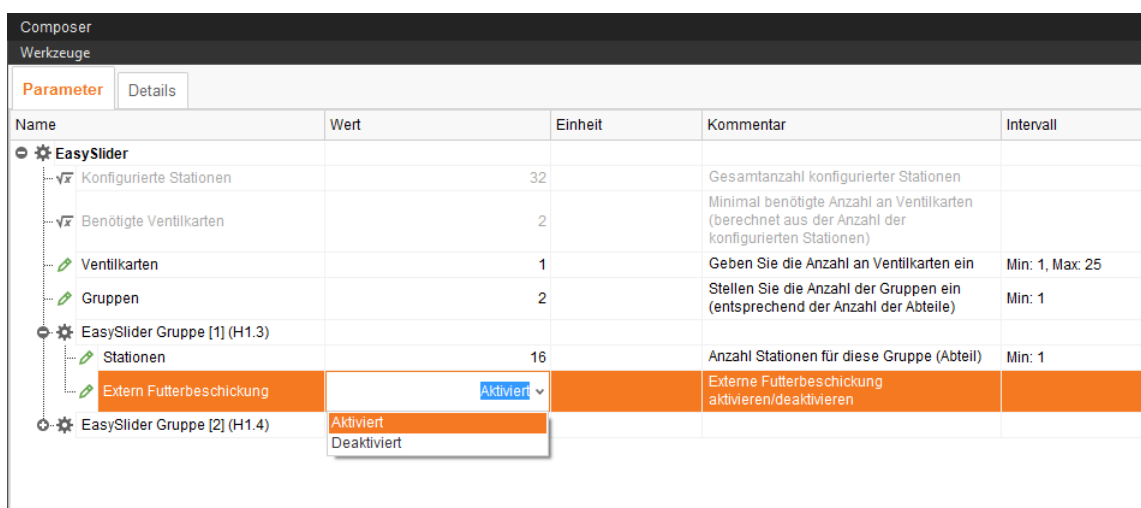 Composer
Werkzeuge
Parameter Details
Name Wert Einheit Kommentar Intervall
EasySlider
√x Konfigurierte Stationen 32 Gesamtanzahl konfigurierter Stationen
√x Benötigte Ventilkarten 2 Minimal benötigte Anzahl an Ventilkarten
(berechnet aus der Anzahl der
konfigurierten Stationen)
Ventilkarten 1 Geben Sie die Anzahl an Ventilkarten ein Min: 1, Max: 25
Gruppen 2 Stellen Sie die Anzahl der Gruppen ein
(entsprechend der Anzahl der Abteile) Min: 1
EasySlider Gruppe [1] (H1.3)
Stationen 16 Anzahl Stationen für diese Gruppe (Abteil) Min: 1
Extern Futterbeschickung Aktiviert Externe Futterbeschickung
aktivieren/deaktivieren
EasySlider Gruppe [2] (H1.4) Aktiviert
Deaktiviert